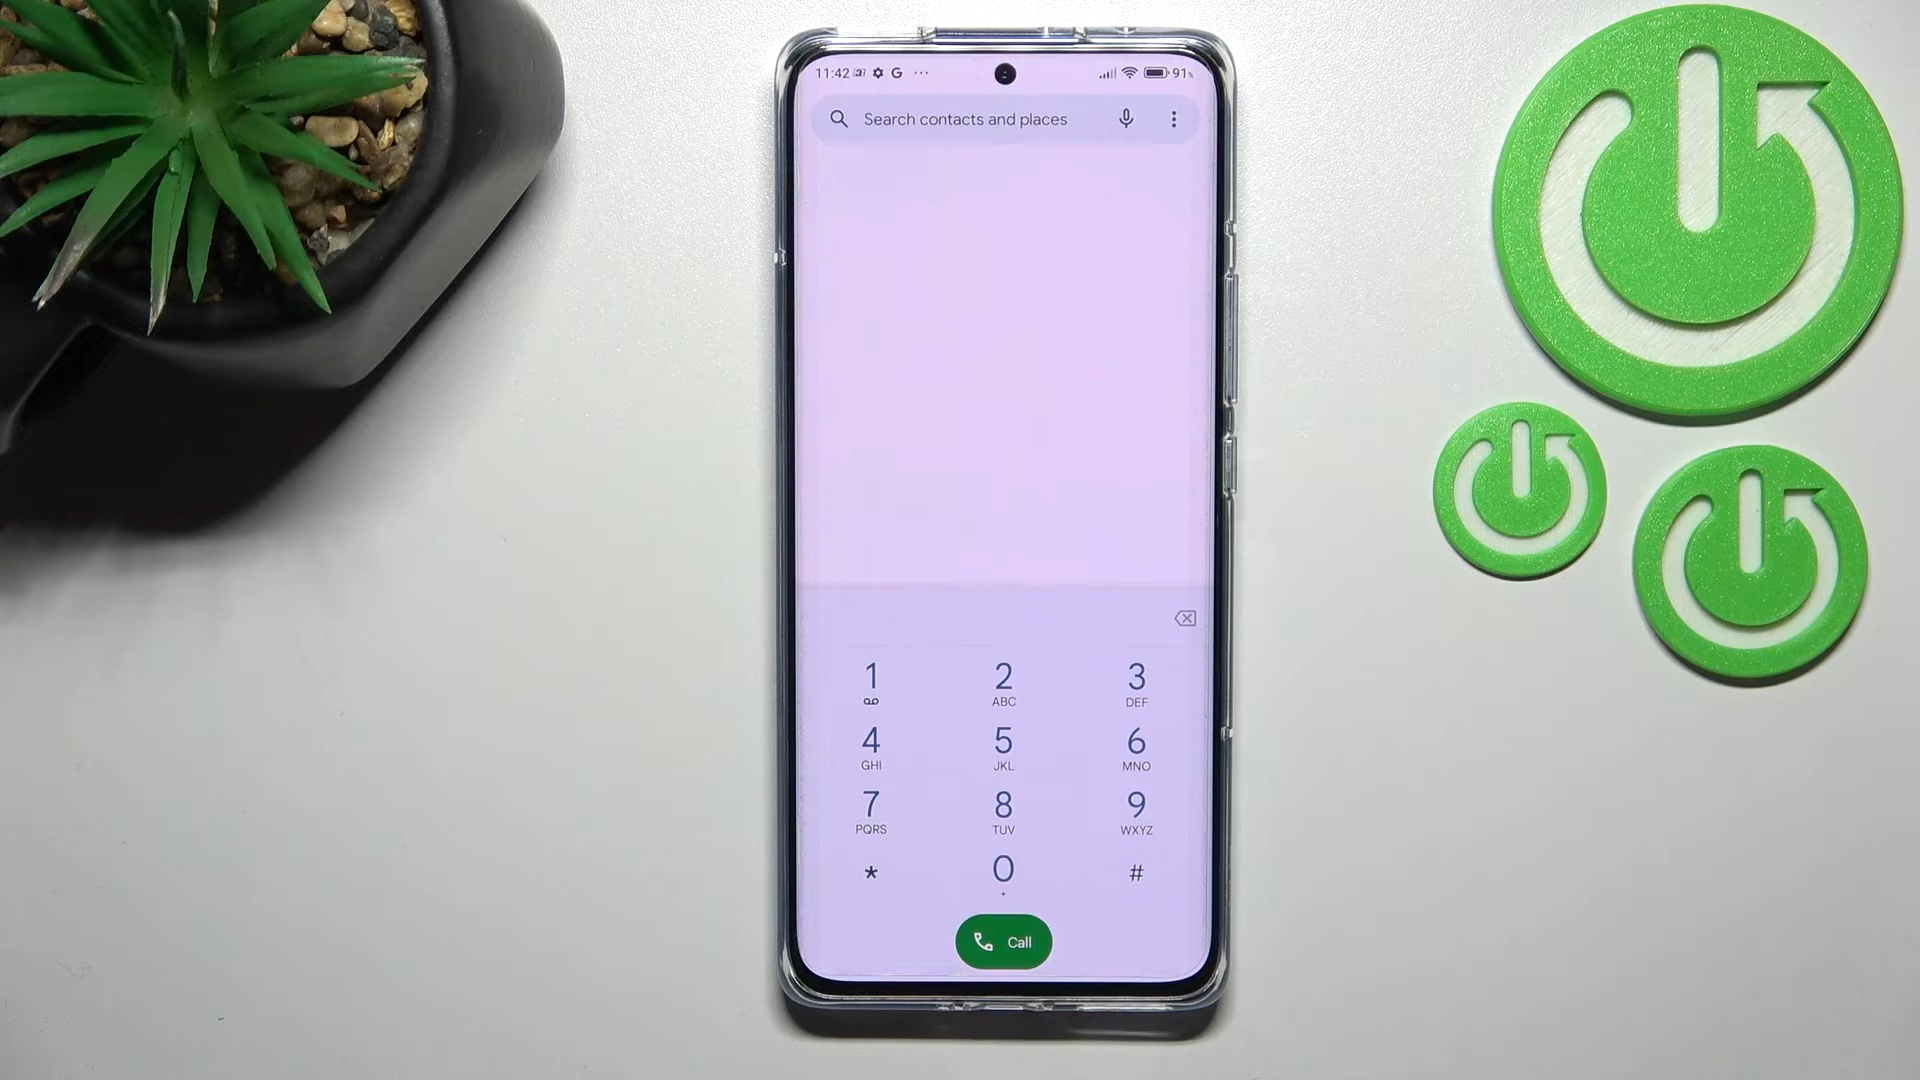 11:42 G ... 91%
Search contacts and places
1 2 ABC 3 DEF
4 GHI 5 JKL 6 MNO
7 PQRS 8 TUV 9 WXYZ
* 0 + #
Call